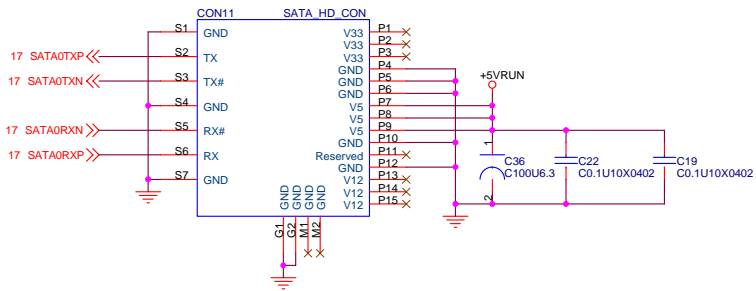 CON11
SATA_HD_CON
S1
GND
V33
P1
V33
P2
17 SATA0TXP
S2
TX
V33
P3
GND
P4
17 SATA0TXN
S3
TX#
GND
P5
GND
P6
+5VRUN
S4
GND
V5
P7
V5
P8
17 SATA0RXN
S5
RX#
V5
P9
GND
P10
17 SATA0RXP
S6
RX
Reserved
P11
GND
P12
S7
GND
V12
P13
V12
P14
V12
P15
1
C36
C100U6.3
2
C22
C0.1U10X0402
C19
C0.1U10X0402
GND
GND
GND
GND
G1
G2
M1
M2